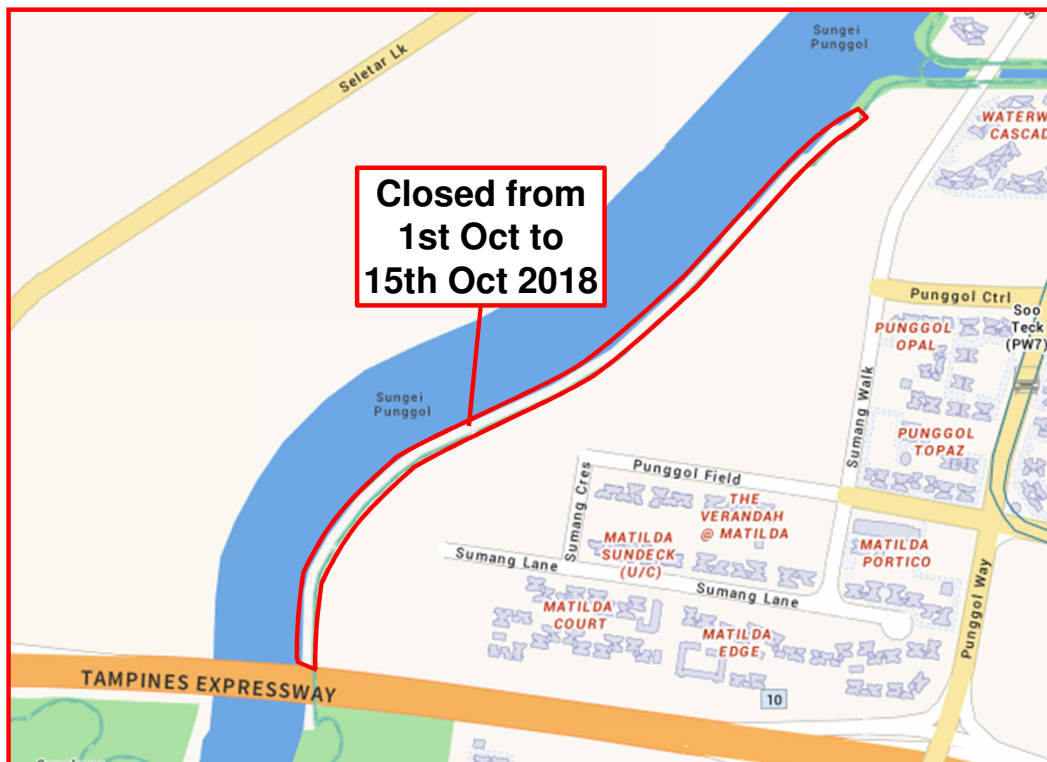 Sungei
Punggol
Seletar Lk
WATERW
CASCAD
Closed from
1st Oct to
15th Oct 2018
Punggol Ctrl
Soo
Teck
(PW7)
PUNGGOL
OPAL
Sungei
Punggol
Sumang Walk
PUNGGOL
TOPAZ
Punggol Field
Sumang Cres
THE
VERANDAH
@ MATILDA
MATILDA
SUNDECK
(U/C)
MATILDA
PORTICO
Sumang Lane
Sumang Lane
Punggol Way
MATILDA
COURT
MATILDA
EDGE
TAMPINES EXPRESSWAY
10